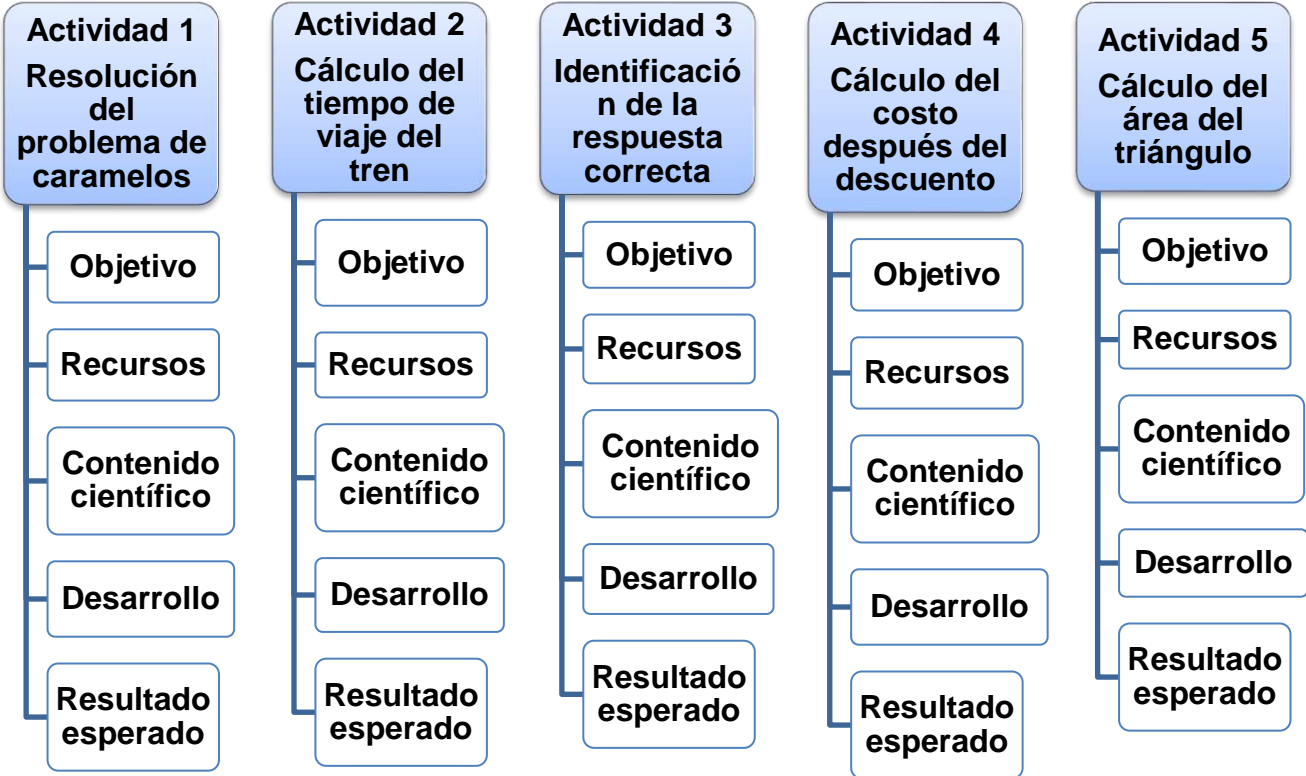 Actividad 1
Resolución
del
problema de
caramelos
Objetivo
Recursos
Contenido
científico
Desarrollo
Resultado
esperado
Actividad 2
Cálculo del
tiempo de
viaje del
tren
Objetivo
Recursos
Contenido
científico
Desarrollo
Resultado
esperado
Actividad 3
Identificació
n de la
respuesta
correcta
Objetivo
Recursos
Contenido
científico
Desarrollo
Resultado
esperado
Actividad 4
Cálculo del
costo
después del
descuento
Objetivo
Recursos
Contenido
científico
Desarrollo
Resultado
esperado
Actividad 5
Cálculo del
área del
triángulo
Objetivo
Recursos
Contenido
científico
Desarrollo
Resultado
esperado